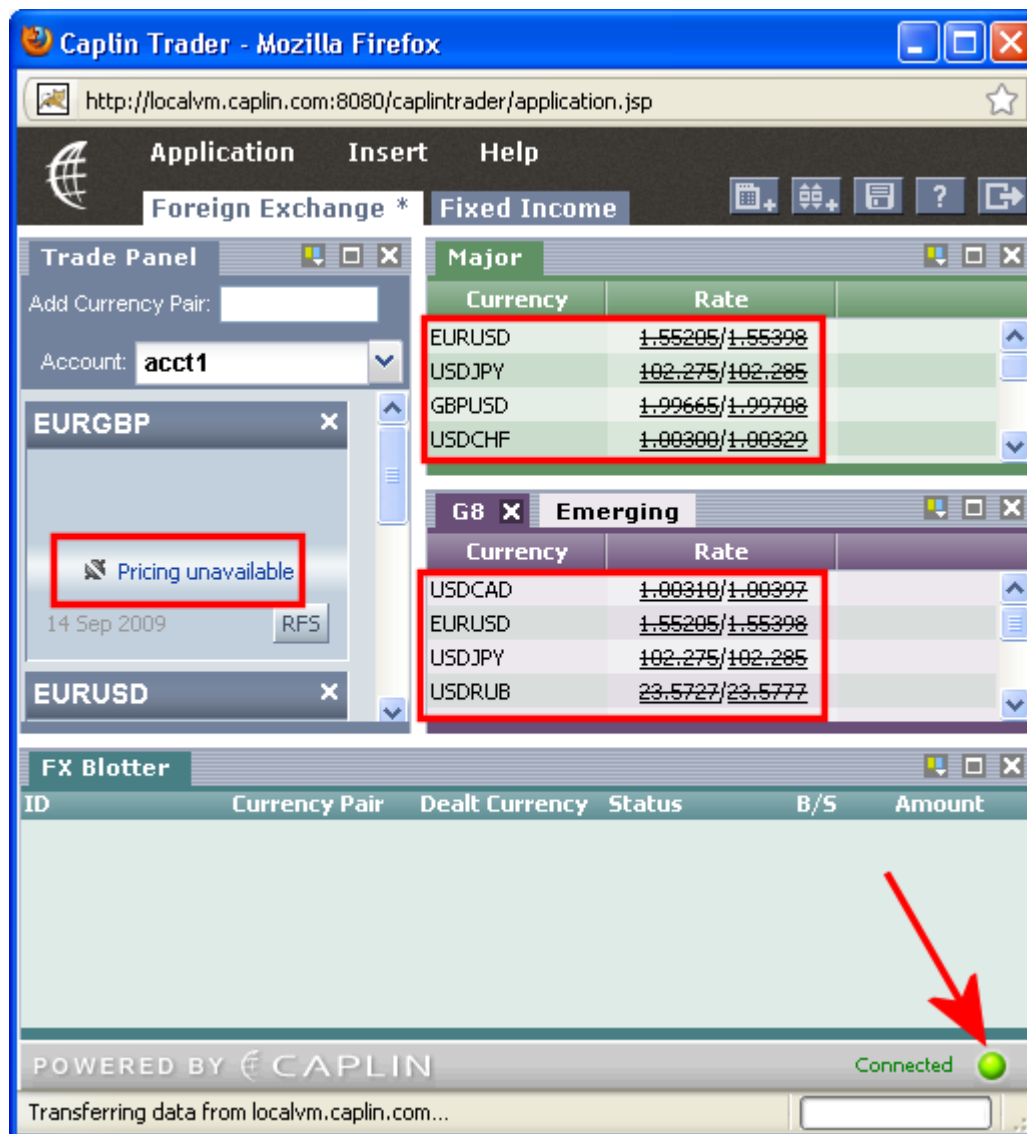 Caplin Trader - Mozilla Firefox
http://localvm.caplin.com:8080/caplintrader/application.jsp
Application Insert Help
Foreign Exchange * Fixed Income ?
Trade Panel
Add Currency Pair:
Account: acct1
EURGBP
Pricing unavailable
14 Sep 2009 RFS
EURUSD
Major
Currency Rate
EURUSD 1.55205/1.55398
USDJPY 102.275/102.285
GBPUSD 1.99665/1.99708
USDCHF 1.00300/1.00329
G8 Emerging
Currency Rate
USDCAD 1.00310/1.00397
EURUSD 1.55205/1.55398
USDJPY 102.275/102.285
USDRUB 23.5727/23.5777
FX Blotter
ID Currency Pair Dealt Currency Status B/S Amount
POWERED BY CAPLIN Connected
Transferring data from localvm.caplin.com...